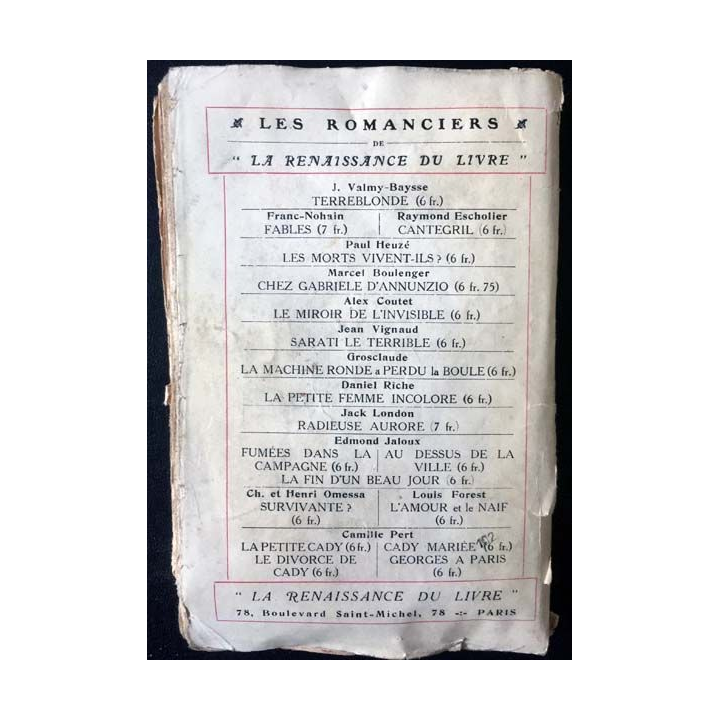 LES ROMANCIERS
DE
" LA RENAISSANCE DU LIVRE "
J. Valmy-Baysse
TERREBLONDE (6 fr.)
Franc-Nohain
FABLES (7 fr.)
Raymond Escholier
CANTEGRIL (6 fr.)
Paul Heuzé
LES MORTS VIVENT-ILS ? (6 fr.)
Marcel Boulenger
CHEZ GABRIELE D'ANNUNZIO (6 fr. 75)
Alex Coutet
LE MIROIR DE L'INVISIBLE (6 fr.)
Jean Vignaud
SARATI LE TERRIBLE (6 fr.)
Grosclaude
LA MACHINE RONDE a PERDU la BOULE (6 fr.)
Daniel Riche
LA PETITE FEMME INCOLORE (6 fr.)
Jack London
RADIEUSE AURORE (7 fr.)
Edmond Jaloux
FUMÉES DANS LA
CAMPAGNE (6 fr.)
AU DESSUS DE LA
VILLE (6 fr.)
LA FIN D'UN BEAU JOUR (6 fr.)
Ch. et Henri Omessa
SURVIVANTE ?
(6 fr.)
Louis Forest
L'AMOUR et le NAIF
(6 fr.)
Camille Pert
LA PETITE CADY (6 fr.)
LE DIVORCE DE
CADY (6 fr.)
CADY MARIÉE (6 fr.)
GEORGES A PARIS
(6 fr.)
" LA RENAISSANCE DU LIVRE "
78, Boulevard Saint-Michel, 78 -:- PARIS